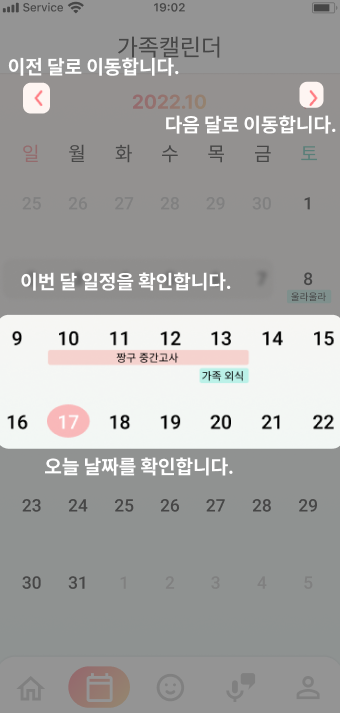 Service 19:02
가족캘린더
이전 달로 이동합니다.
2022.10
다음 달로 이동합니다.
일 월 화 수 목 금 토
25 26 27 28 29 30 1
7 8
울라울라
이번 달 일정을 확인합니다.
9 10 11 12 13 14 15
짱구 중간고사
가족 외식
16 17 18 19 20 21 22
오늘 날짜를 확인합니다.
23 24 25 26 27 28 29
30 31 1 2 3 4 5